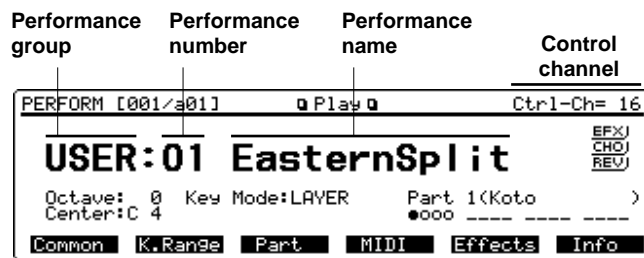 Performance group
Performance number
Performance name
Control channel
PERFORM [001/a01] Play Ctrl-Ch= 16
USER:01 EasternSplit
EFX
CHO
REV
Octave: 0 Key Mode:LAYER Part 1(Koto )
Center:C 4
Common K.Range Part MIDI Effects Info